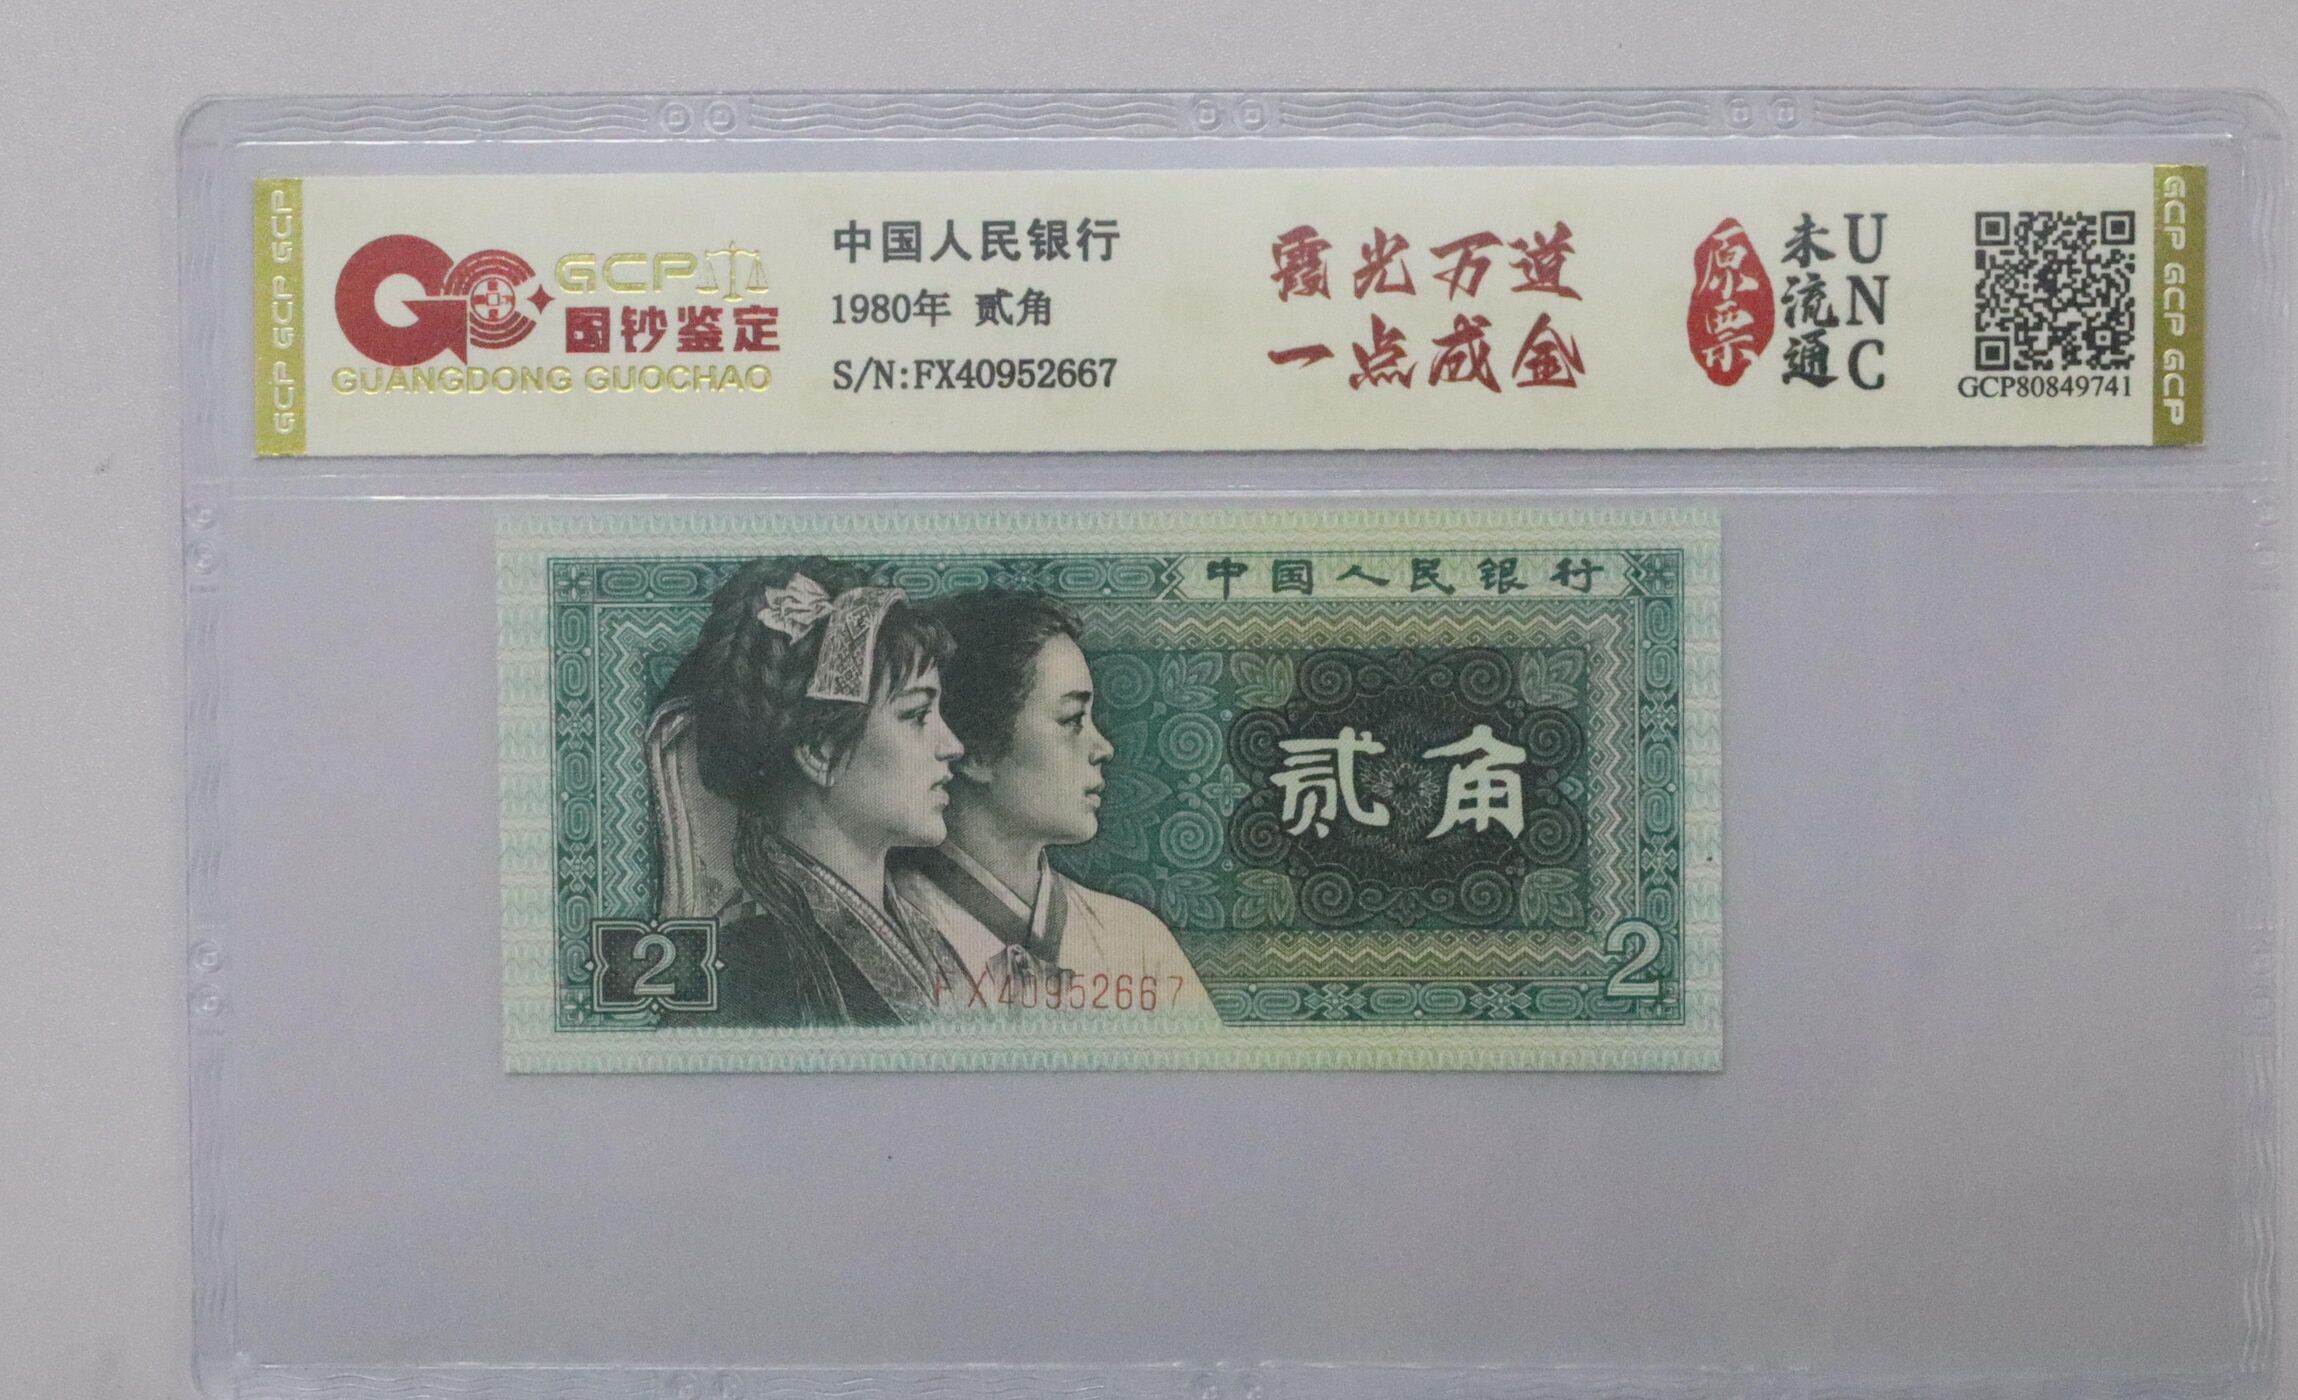 GCP GCP GCP
GCP
国钞鉴定
GUANGDONG GUOCHAO
中国人民银行
1980年 贰角
S/N:FX40952667
霞光万道
一点成金
原票
未流通
UNC
GCP80849741
GCP GCP GCP
中国人民银行
贰角
2
FX40952667
2